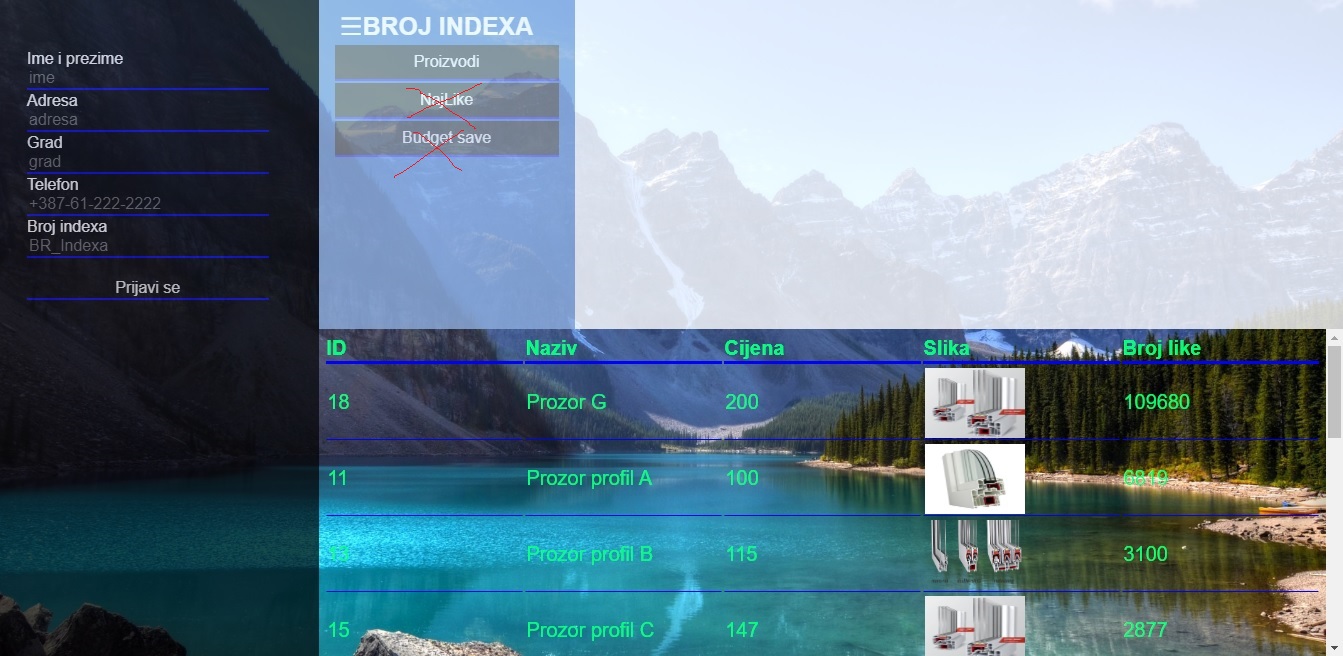 Ime i prezime
ime
Adresa
adresa
Grad
grad
Telefon
+387-61-222-2222
Broj indexa
BR_Indexa
Prijavi se
☰BROJ INDEXA
Proizvodi
NajLike
Budget save
ID Naziv Cijena Slika Broj like
18 Prozor G 200 109680
11 Prozor profil A 100 6819
Prozor profil B 115 3100
15 Prozor profil C 147 2877